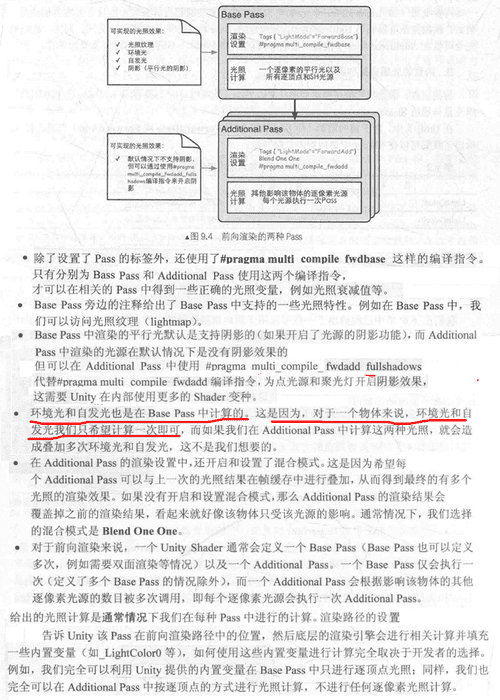 Base Pass
可实现的光照效果:
✓ 光照纹理
✓ 环境光
✓ 自发光
✓ 阴影（平行光的阴影）
渲染
设置
Tags { "LightMode"="ForwardBase"}
#pragma multi_compile_fwdbase
光照
计算
一个逐像素的平行光以及
所有逐顶点和SH光源
Additional Pass
可实现的光照效果:
✓ 默认情况下不支持阴影,
但可以通过使用#pragma
multi_compile_fwdadd_fulls
hadows编译指令来开启阴
影
渲染
设置
Tags { "LightMode"="ForwardAdd"}
Blend One One
#pragma multi_compile_fwdadd
光照
计算
其他影响该物体的逐像素光源
每个光源执行一次Pass
▲图 9.4 前向渲染的两种 Pass
● 除了设置了 Pass 的标签外, 还使用了#pragma multi compile fwdbase 这样的编译指令。
只有分别为 Bass Pass 和 Additional Pass 使用这两个编译指令,
才可以在相关的 Pass 中得到一些正确的光照变量, 例如光照衰减值等。
● Base Pass 旁边的注释给出了 Base Pass 中支持的一些光照特性。例如在 Base Pass 中, 我
们可以访问光照纹理（lightmap）。
● Base Pass 中渲染的平行光默认是支持阴影的（如果开启了光源的阴影功能）, 而 Additional
Pass 中渲染的光源在默认情况下是没有阴影效果的
但可以在 Additional Pass 中使用 #pragma multi_compile_fwdadd fullshadows
代替#pragma multi compile fwdadd 编译指令, 为点光源和聚光灯开启阴影效果,
这需要 Unity 在内部使用更多的 Shader 变种。
● 环境光和自发光也是在 Base Pass 中计算的。这是因为, 对于一个物体来说, 环境光和自
发光我们只希望计算一次即可, 而如果我们在 Additional Pass 中计算这两种光照, 就会造
成叠加多次环境光和自发光, 这不是我们想要的。
● 在 Additional Pass 的渲染设置中, 还开启和设置了混合模式。这是因为希望每
个 Additional Pass 可以与上一次的光照结果在帧缓存中进行叠加, 从而得到最终的有多个
光照的渲染效果。如果没有开启和设置混合模式, 那么 Additional Pass 的渲染结果会
覆盖掉之前的渲染结果, 看起来就好像该物体只受该光源的影响。通常情况下, 我们选择
的混合模式是 Blend One One。
● 对于前向渲染来说, 一个 Unity Shader 通常会定义一个 Base Pass（Base Pass 也可以定义
多次, 例如需要双面渲染等情况）以及一个 Additional Pass。一个 Base Pass 仅会执行一
次（定义了多个 Base Pass 的情况除外）, 而一个 Additional Pass 会根据影响该物体的其他
逐像素光源的数目被多次调用, 即每个逐像素光源会执行一次 Additional Pass。
给出的光照计算是通常情况下我们在每种 Pass 中进行的计算。渲染路径的设置
告诉 Unity 该 Pass 在前向渲染路径中的位置, 然后底层的渲染引擎会进行相关计算并填充
一些内置变量（如_LightColor0 等）, 如何使用这些内置变量进行计算完全取决于开发者的选择。
例如, 我们完全可以利用 Unity 提供的内置变量在 Base Pass 中只进行逐顶点光照; 同样, 我们也
完全可以在 Additional Pass 中按逐顶点的方式进行光照计算, 不进行任何逐像素光照计算。